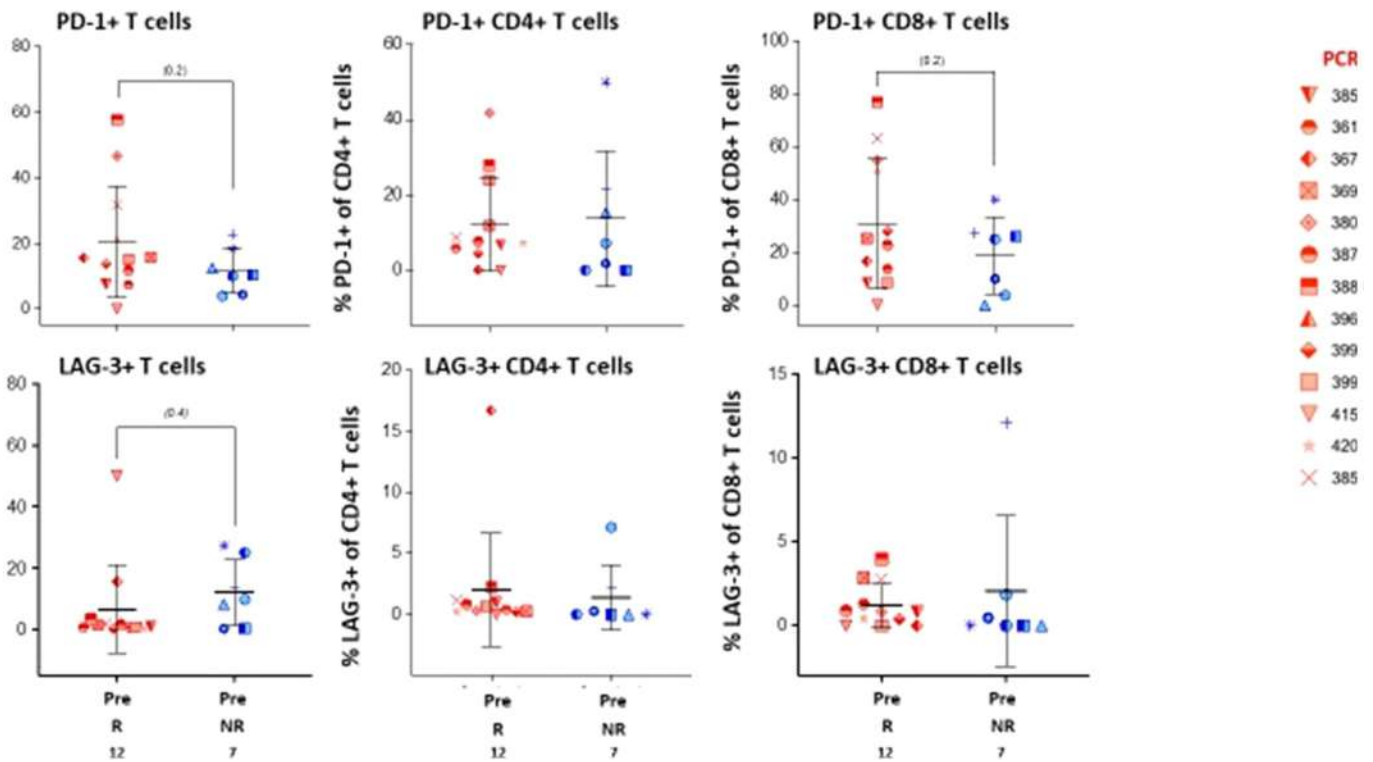 PD-1+ T cells
80
60
40
20
0
(0.2)
PD-1+ CD4+ T cells
% PD-1+ of CD4+ T cells
60
40
20
0
PD-1+ CD8+ T cells
% PD-1+ of CD8+ T cells
100
80
60
40
20
0
(0.2)
PCR
385
361
367
369
380
387
388
396
399
399
415
420
385
LAG-3+ T cells
80
60
40
20
0
(0.4)
LAG-3+ CD4+ T cells
% LAG-3+ of CD4+ T cells
20
15
10
5
0
LAG-3+ CD8+ T cells
% LAG-3+ of CD8+ T cells
15
10
5
0
Pre Pre
R NR
12 7
Pre Pre
R NR
12 7
Pre Pre
R NR
12 7